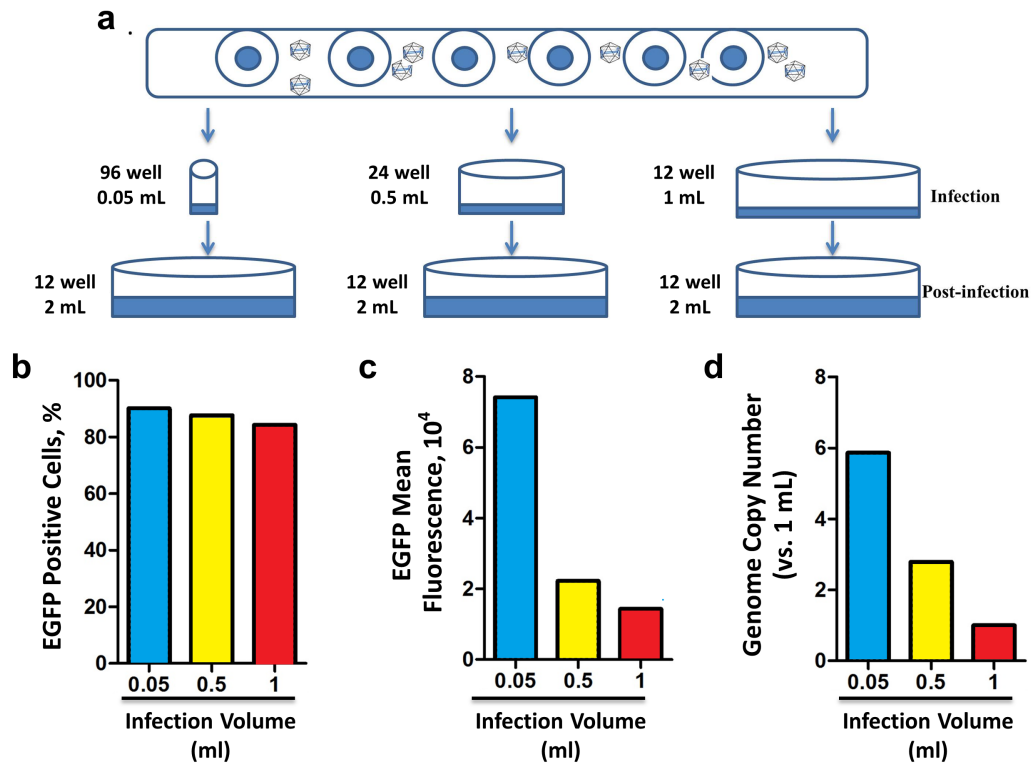 a
96 well
0.05 mL
24 well
0.5 mL
12 well
1 mL
Infection
12 well
2 mL
12 well
2 mL
12 well
2 mL
Post-infection
b
EGFP Positive Cells, %
100
80
60
40
20
0
0.05 0.5 1
Infection Volume
(ml)
c
EGFP Mean
Fluorescence, 10⁴
8
6
4
2
0
0.05 0.5 1
Infection Volume
(ml)
d
Genome Copy Number
(vs. 1 mL)
8
6
4
2
0
0.05 0.5 1
Infection Volume
(ml)